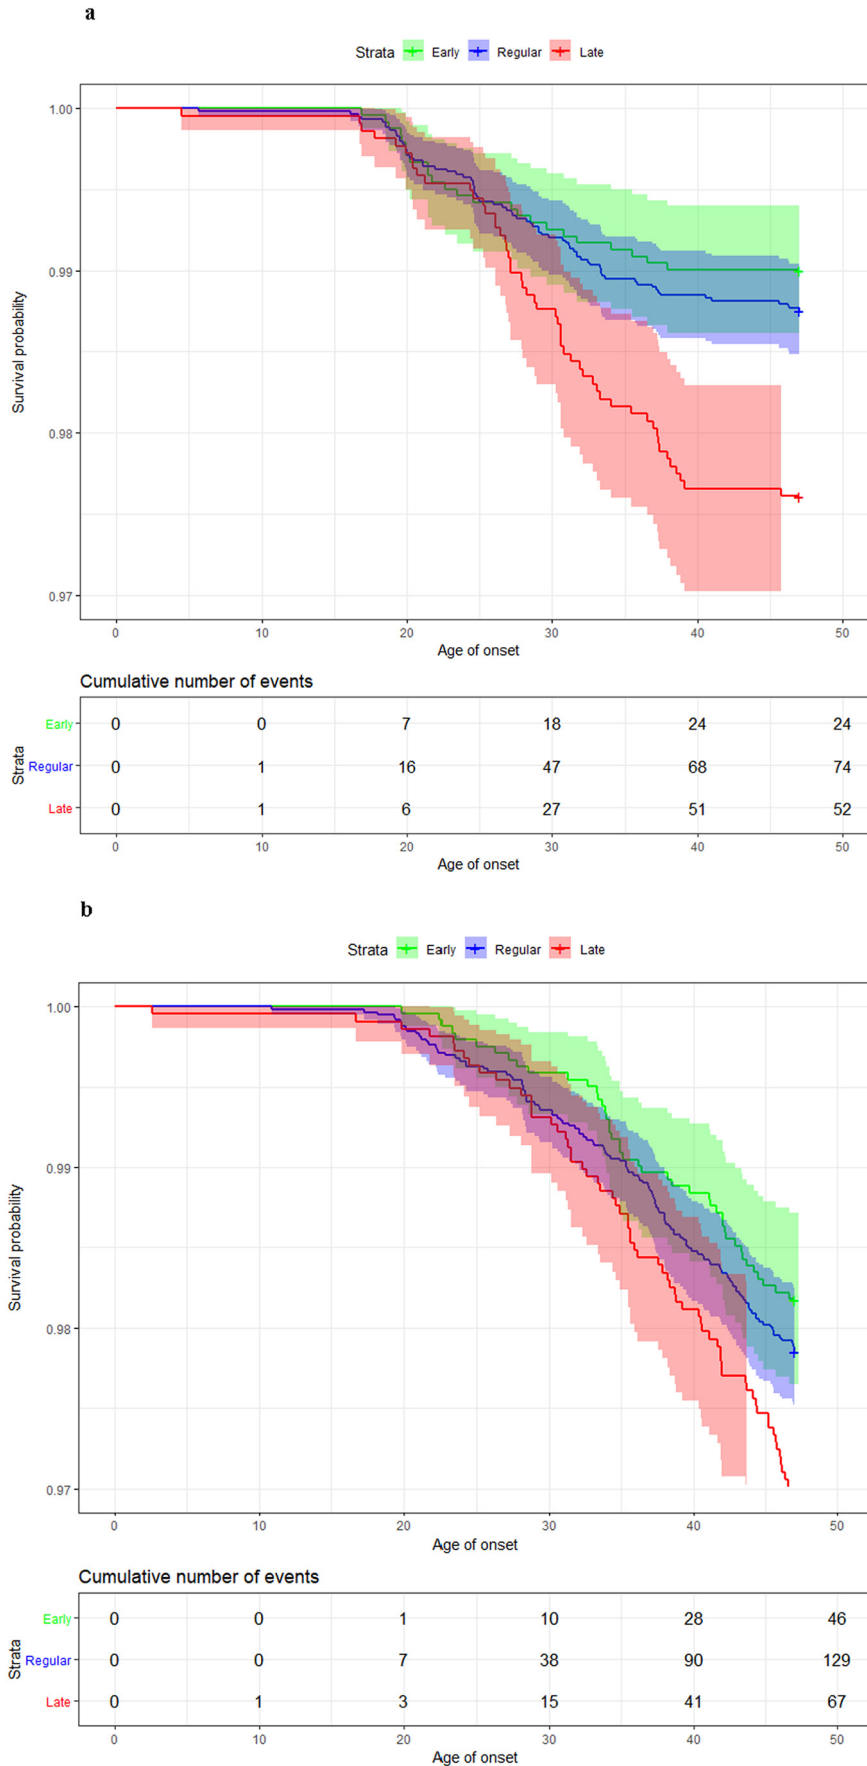 a
Strata Early Regular Late
1.00
0.99
0.98
0.97
Survival probability
0 10 20 30 40 50
Age of onset
Cumulative number of events
Strata
Early 0 0 7 18 24 24
Regular 0 1 16 47 68 74
Late 0 1 6 27 51 52
0 10 20 30 40 50
Age of onset
b
Strata Early Regular Late
1.00
0.99
0.98
0.97
Survival probability
0 10 20 30 40 50
Age of onset
Cumulative number of events
Strata
Early 0 0 1 10 28 46
Regular 0 0 7 38 90 129
Late 0 1 3 15 41 67
0 10 20 30 40 50
Age of onset